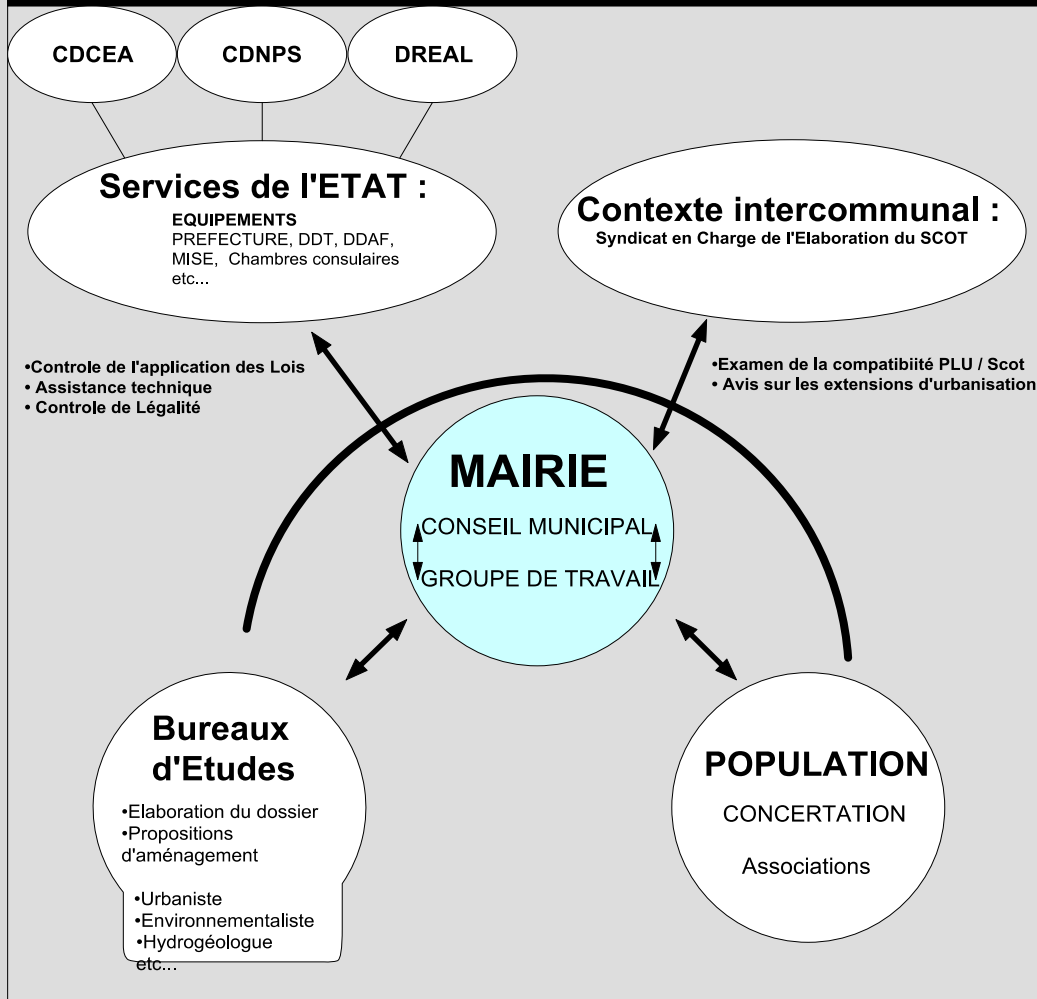 CDCEA
CDNPS
DREAL
Services de l'ETAT :
EQUIPEMENTS
PREFECTURE, DDT, DDAF,
MISE, Chambres consulaires
etc...
Contexte intercommunal :
Syndicat en Charge de l'Elaboration du SCOT
•Controle de l'application des Lois
• Assistance technique
• Controle de Légalité
•Examen de la compatibiité PLU / Scot
• Avis sur les extensions d'urbanisation
MAIRIE
CONSEIL MUNICIPAL
GROUPE DE TRAVAIL
Bureaux
d'Etudes
•Elaboration du dossier
•Propositions
d'aménagement
•Urbaniste
•Environnementaliste
•Hydrogéologue
etc...
POPULATION
CONCERTATION
Associations